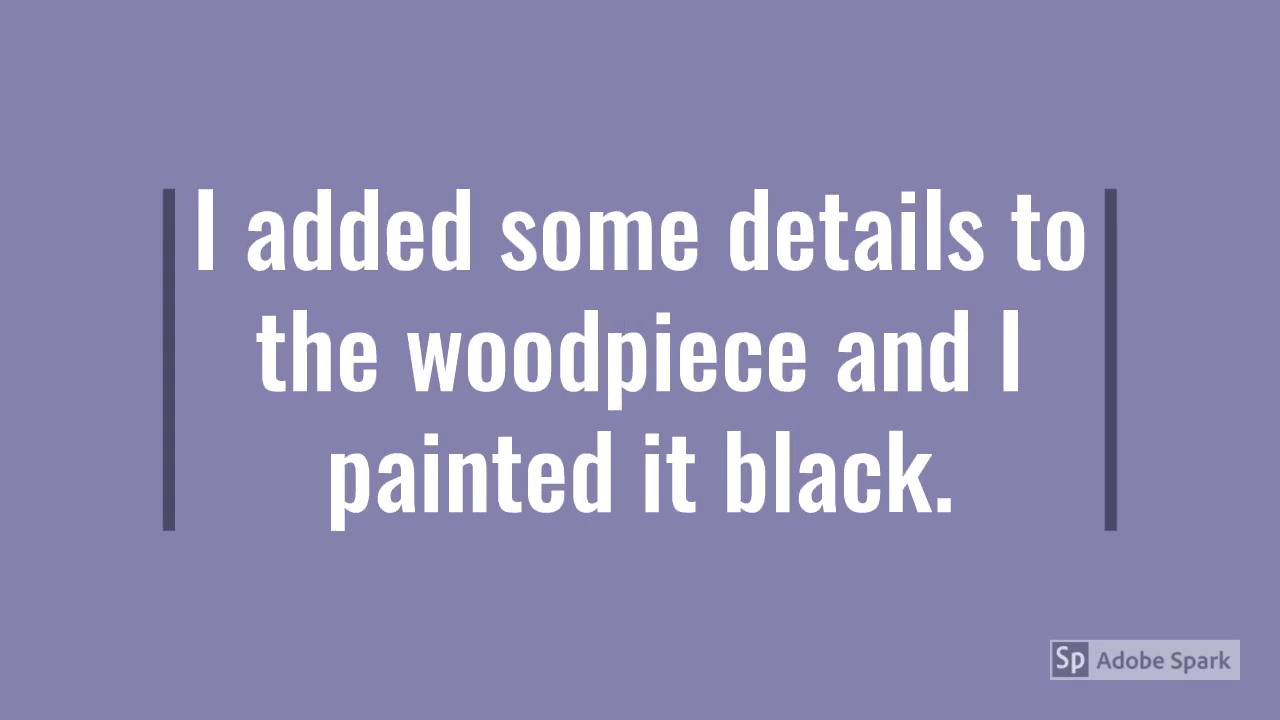 I added some details to
the woodpiece and I
painted it black.
Sp Adobe Spark